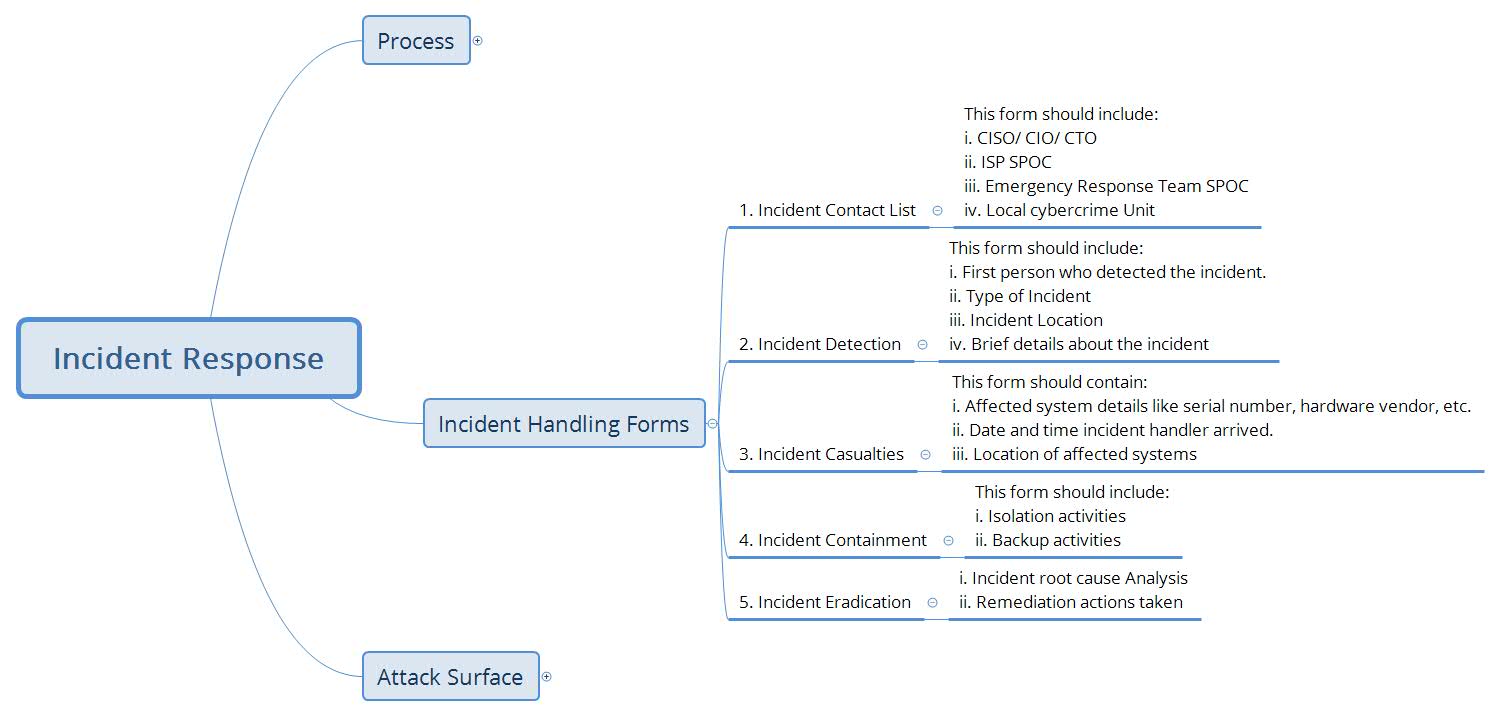 Process
Incident Response
Incident Handling Forms
1. Incident Contact List
This form should include:
i. CISO/ CIO/ CTO
ii. ISP SPOC
iii. Emergency Response Team SPOC
iv. Local cybercrime Unit
2. Incident Detection
This form should include:
i. First person who detected the incident.
ii. Type of Incident
iii. Incident Location
iv. Brief details about the incident
3. Incident Casualties
This form should contain:
i. Affected system details like serial number, hardware vendor, etc.
ii. Date and time incident handler arrived.
iii. Location of affected systems
4. Incident Containment
This form should include:
i. Isolation activities
ii. Backup activities
5. Incident Eradication
i. Incident root cause Analysis
ii. Remediation actions taken
Attack Surface